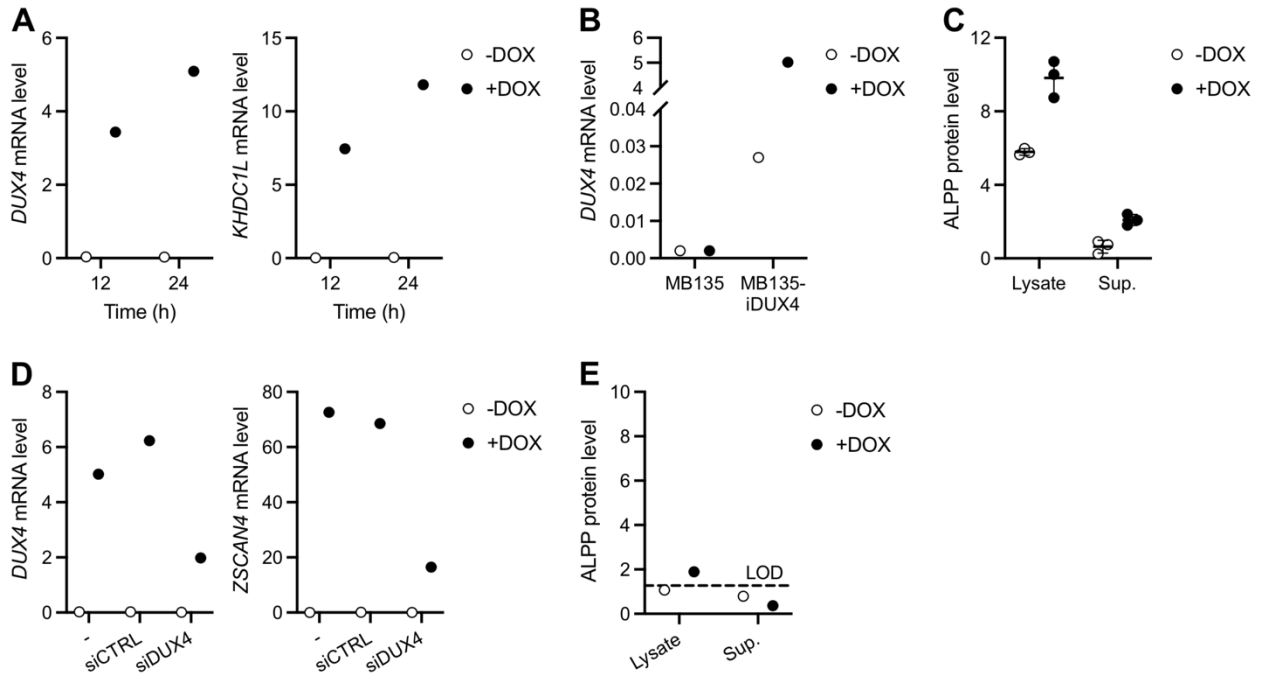 A
DUX4 mRNA level
6
4
2
0
12
24
Time (h)
KHDC1L mRNA level
15
10
5
0
12
24
Time (h)
-DOX
+DOX
B
DUX4 mRNA level
6
5
4
0.04
0.03
0.02
0.01
0.00
MB135
MB135-
iDUX4
-DOX
+DOX
C
ALPP protein level
12
8
4
0
Lysate
Sup.
-DOX
+DOX
D
DUX4 mRNA level
8
6
4
2
0
-
siCTRL
siDUX4
ZSCAN4 mRNA level
80
60
40
20
0
-
siCTRL
siDUX4
-DOX
+DOX
E
ALPP protein level
10
8
6
4
2
0
LOD
Lysate
Sup.
-DOX
+DOX